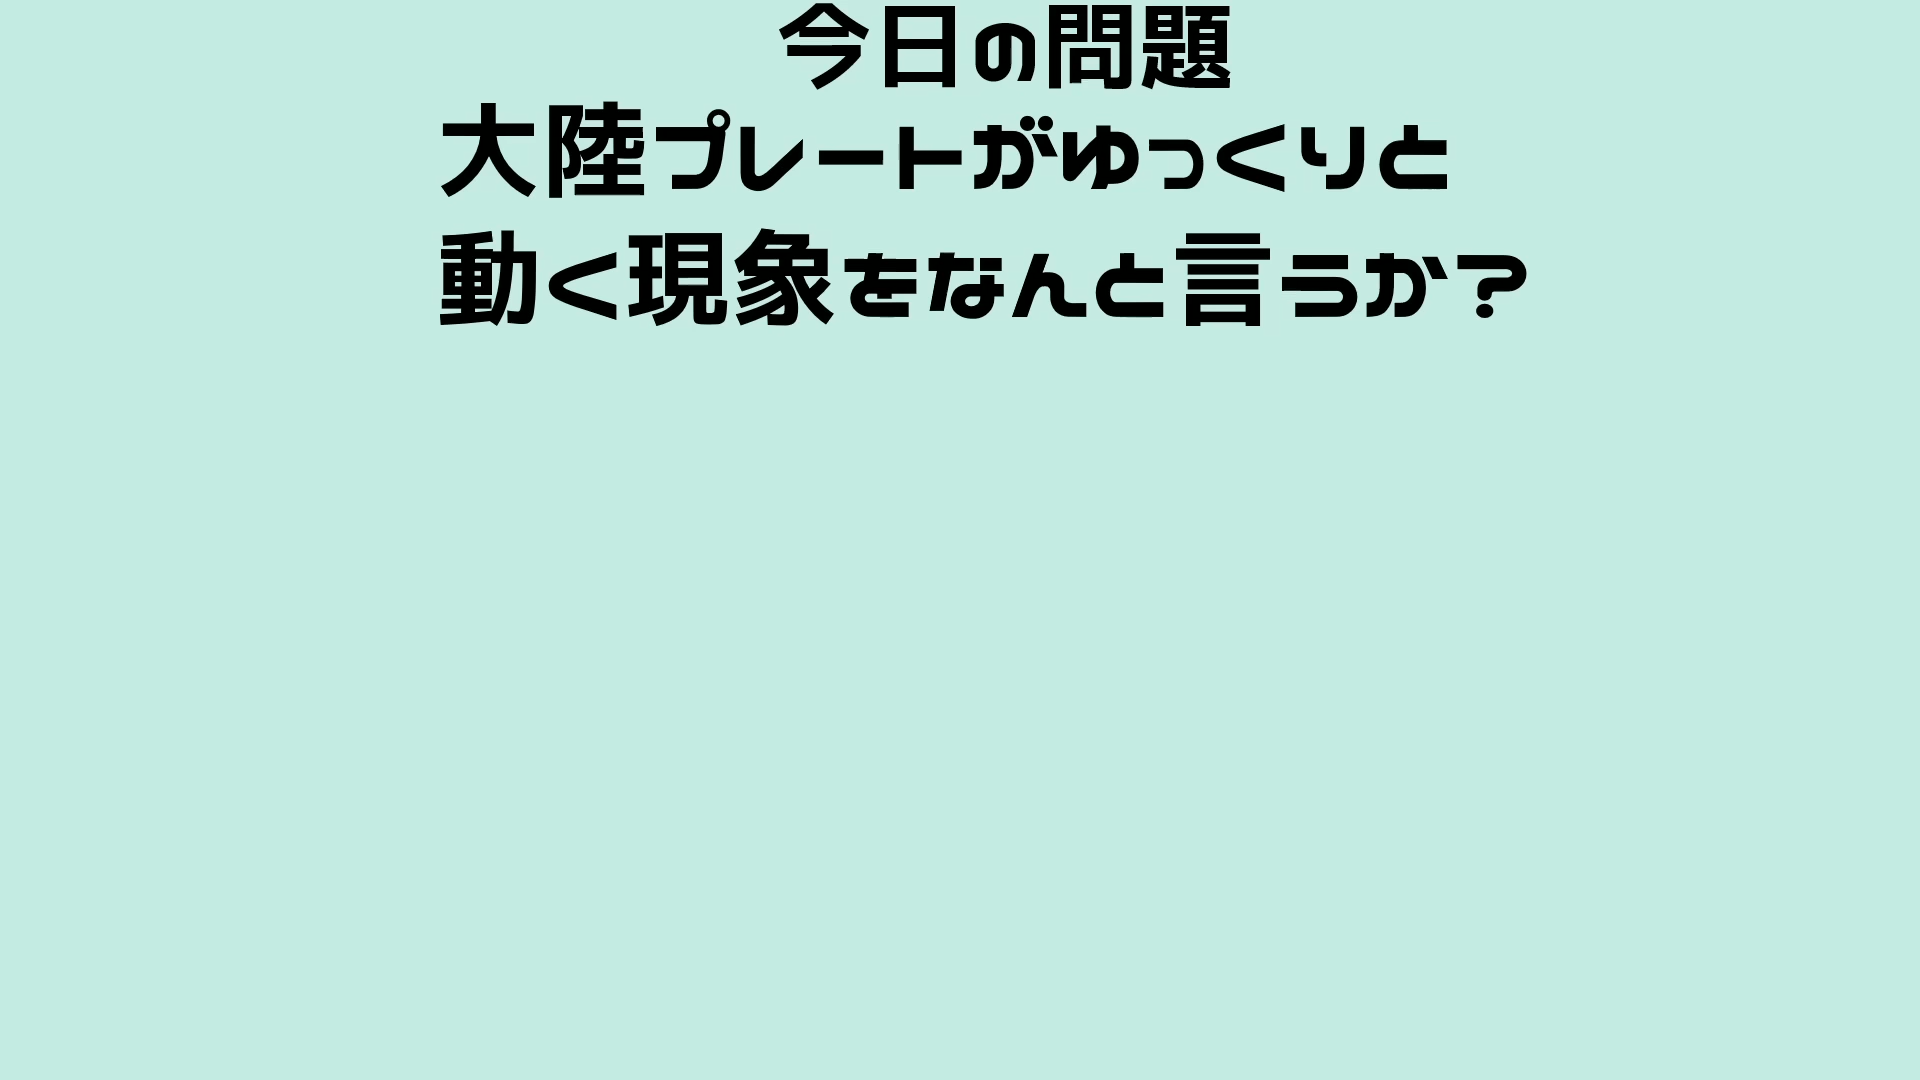 今日の問題
大陸プレートがゆっくりと
動く現象をなんと言うか？